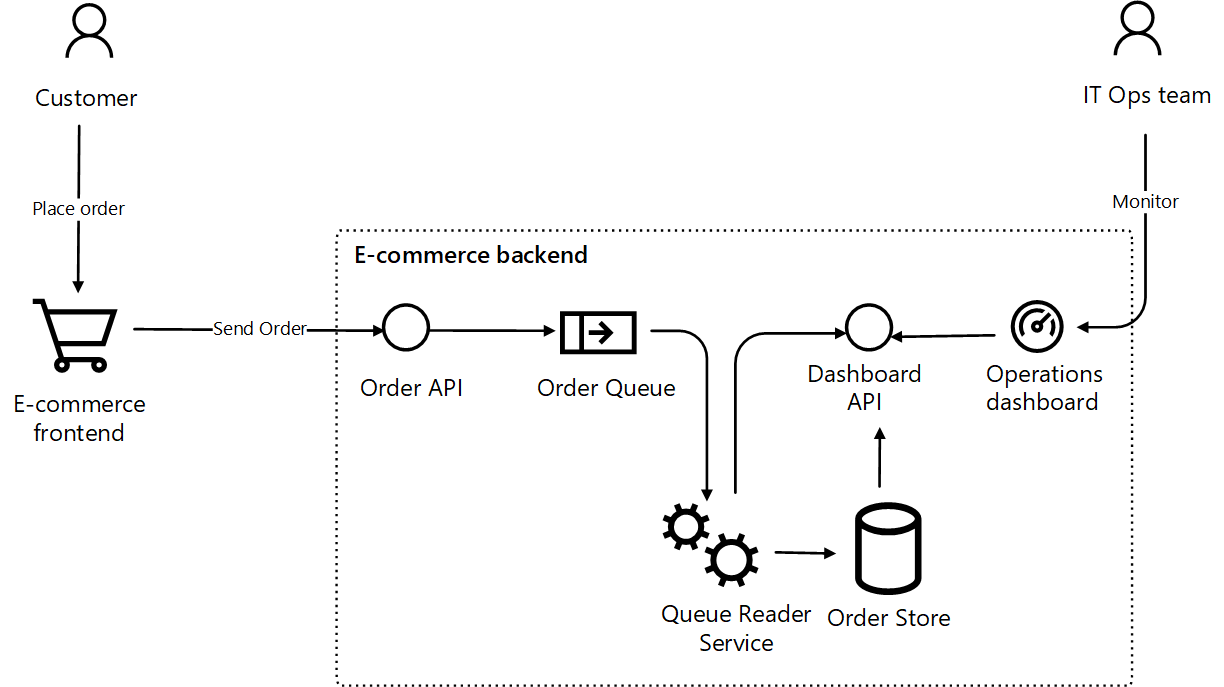 Customer
IT Ops team
Place order
Monitor
E-commerce backend
Send Order
Order API
Order Queue
Dashboard
API
Operations
dashboard
E-commerce
frontend
Queue Reader
Service
Order Store